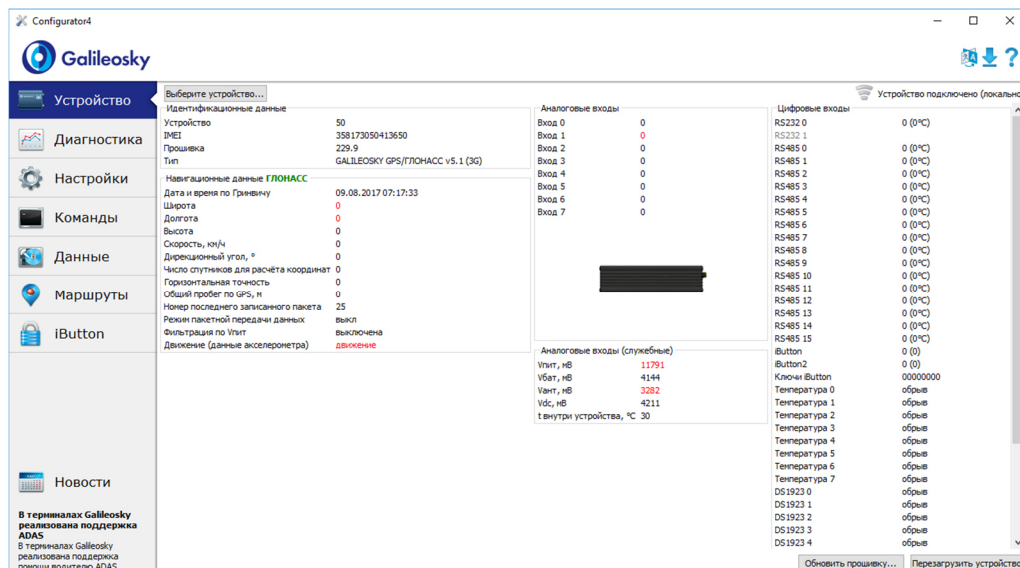 Configurator4
Galileosky
Устройство
Диагностика
Настройки
Команды
Данные
Маршруты
iButton
Новости
В терминалах Galileosky
реализована поддержка
ADAS
В терминалах Galileosky
реализована поддержка
помощи водителю ADAS
Выберите устройство...
Устройство подключено (локально
Идентификационные данные
Устройство 50
IMEI 358173050413650
Прошивка 229.9
Тип GALILEOSKY GPS/ГЛОНАСС v5.1 (3G)
Навигационные данные ГЛОНАСС
Дата и время по Гринвичу 09.08.2017 07:17:33
Широта 0
Долгота 0
Высота 0
Скорость, км/ч 0
Дирекционный угол, ° 0
Число спутников для расчёта координат 0
Горизонтальная точность 0
Общий пробег по GPS, м 0
Номер последнего записанного пакета 25
Режим пакетной передачи данных выкл
Фильтрация по Vпит выключена
Движение (данные акселерометра) движение
Аналоговые входы
Вход 0 0
Вход 1 0
Вход 2 0
Вход 3 0
Вход 4 0
Вход 5 0
Вход 6 0
Вход 7 0
Аналоговые входы (служебные)
Vпит, мВ 11791
Vбат, мВ 4144
Vант, мВ 3282
Vdc, мВ 4211
t внутри устройства, °C 30
Цифровые входы
RS232 0 0 (0°C)
RS232 1
RS485 0 0 (0°C)
RS485 1 0 (0°C)
RS485 2 0 (0°C)
RS485 3 0 (0°C)
RS485 4 0 (0°C)
RS485 5 0 (0°C)
RS485 6 0 (0°C)
RS485 7 0 (0°C)
RS485 8 0 (0°C)
RS485 9 0 (0°C)
RS485 10 0 (0°C)
RS485 11 0 (0°C)
RS485 12 0 (0°C)
RS485 13 0 (0°C)
RS485 14 0 (0°C)
RS485 15 0 (0°C)
iButton 0 (0)
iButton2 0 (0)
Ключи iButton 00000000
Температура 0 обрыв
Температура 1 обрыв
Температура 2 обрыв
Температура 3 обрыв
Температура 4 обрыв
Температура 5 обрыв
Температура 6 обрыв
Температура 7 обрыв
DS1923 0 обрыв
DS1923 1 обрыв
DS1923 2 обрыв
DS1923 3 обрыв
DS1923 4 обрыв
Обновить прошивку...
Перезагрузить устройство